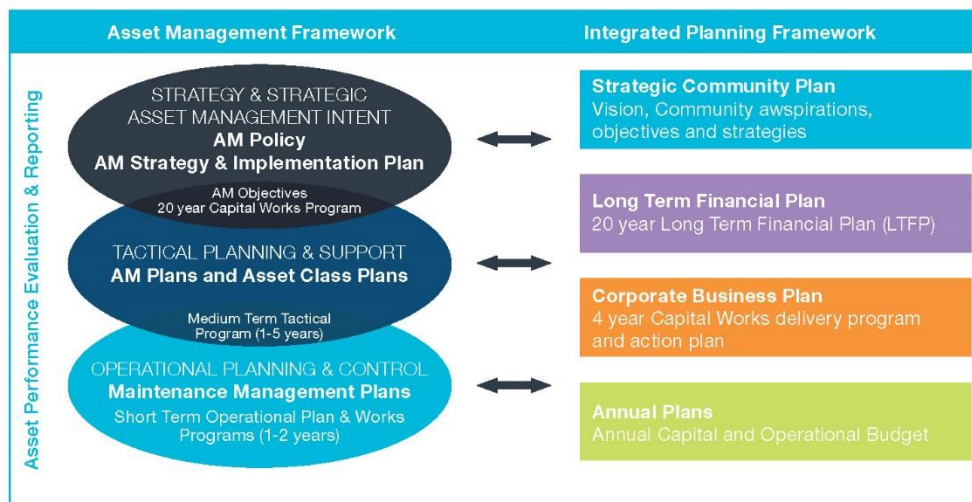 Asset Management Framework
Integrated Planning Framework
Asset Performance Evaluation & Reporting
STRATEGY & STRATEGIC
ASSET MANAGEMENT INTENT
AM Policy
AM Strategy & Implementation Plan
AM Objectives
20 year Capital Works Program
TACTICAL PLANNING & SUPPORT
AM Plans and Asset Class Plans
Medium Term Tactical
Program (1-5 years)
OPERATIONAL PLANNING & CONTROL
Maintenance Management Plans
Short Term Operational Plan & Works
Programs (1-2 years)
Strategic Community Plan
Vision, Community awspirations,
objectives and strategies
Long Term Financial Plan
20 year Long Term Financial Plan (LTFP)
Corporate Business Plan
4 year Capital Works delivery program
and action plan
Annual Plans
Annual Capital and Operational Budget